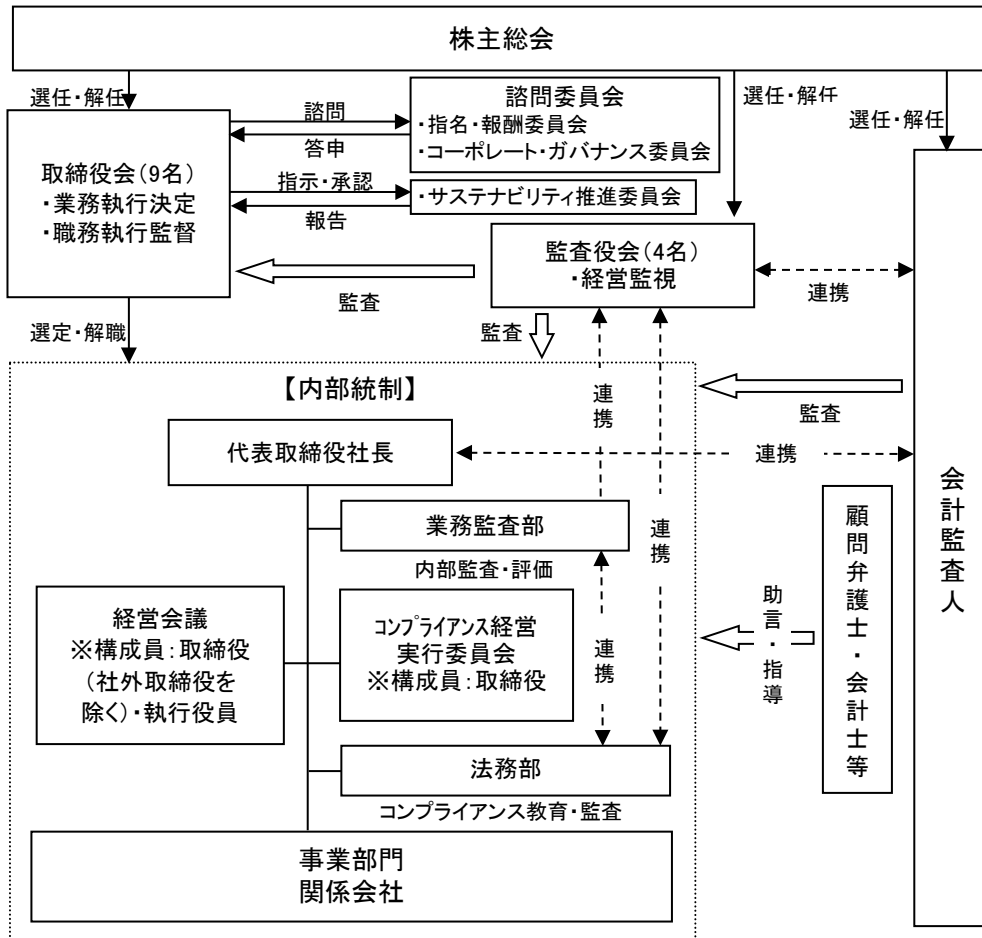 株主総会
選任・解任
諮問
答申
諮問委員会
・指名・報酬委員会
・コーポレート・ガバナンス委員会
選任・解任
選任・解任
取締役会(9名)
・業務執行決定
・職務執行監督
指示・承認
報告
・サステナビリティ推進委員会
監査役会(4名)
・経営監視
連携
監査
選定・解職
監査
【内部統制】
連携
監査
代表取締役社長
連携
会計監査人
業務監査部
内部監査・評価
連携
顧問弁護士・会計士等
経営会議
※構成員:取締役
(社外取締役を
除く)・執行役員
コンプライアンス経営
実行委員会
※構成員:取締役
連携
助言・指導
法務部
コンプライアンス教育・監査
事業部門
関係会社